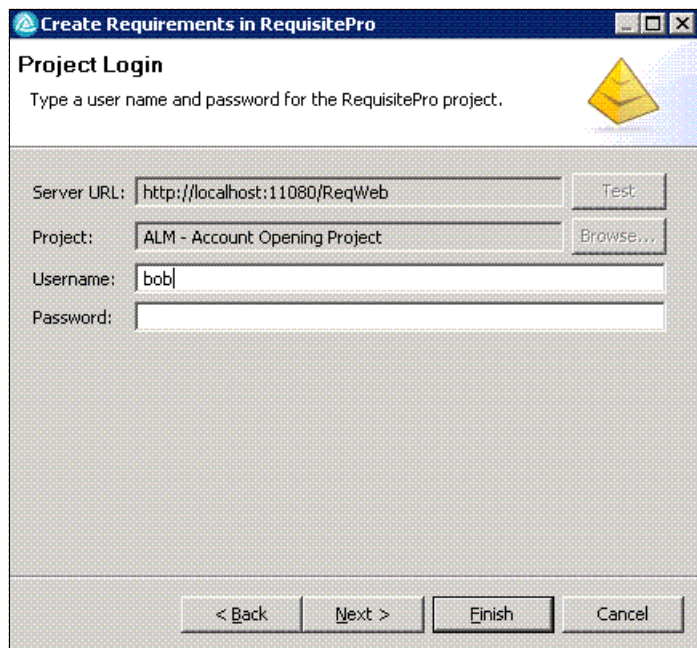 Create Requirements in RequisitePro
Project Login
Type a user name and password for the RequisitePro project.
Server URL: http://localhost:11080/ReqWeb Test
Project: ALM - Account Opening Project Browse...
Username: bob
Password:
< Back Next > Finish Cancel